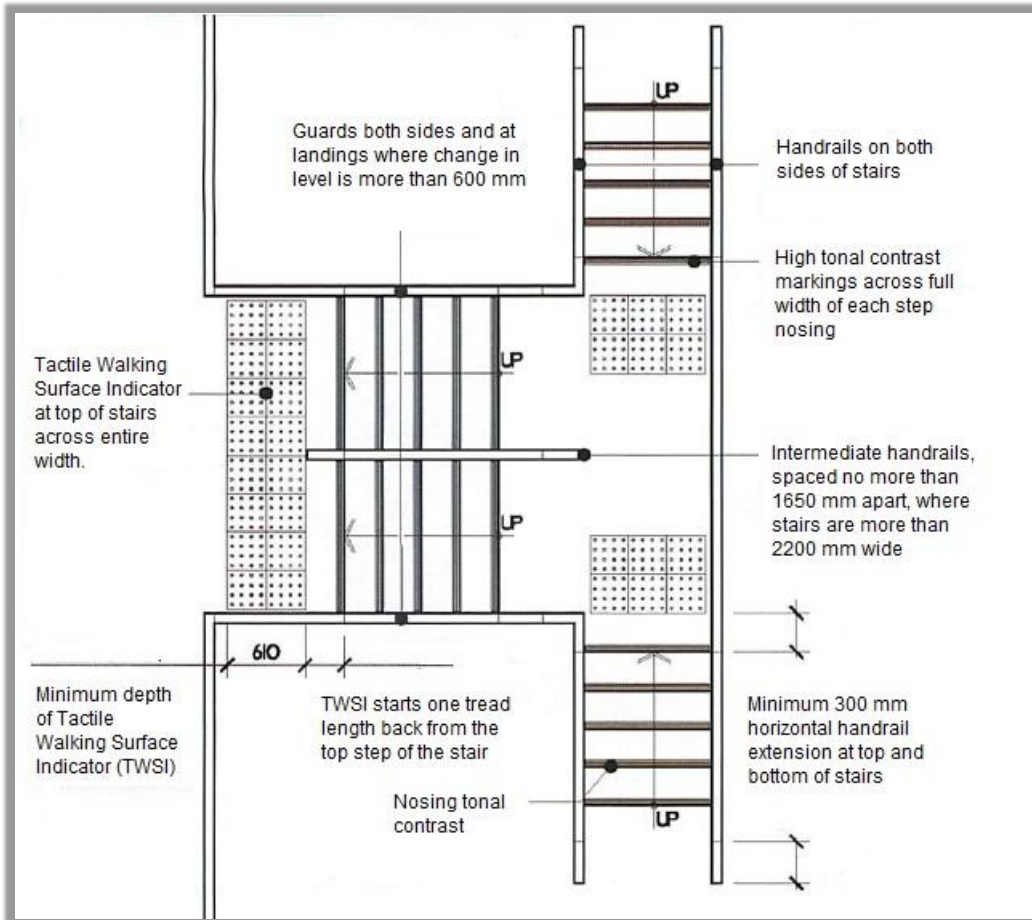 UP
Guards both sides and at
landings where change in
level is more than 600 mm
Handrails on both
sides of stairs
High tonal contrast
markings across full
width of each step
nosing
Tactile Walking
Surface Indicator
at top of stairs
across entire
width.
UP
Intermediate handrails,
spaced no more than
1650 mm apart, where
stairs are more than
2200 mm wide
UP
610
Minimum depth
of Tactile
Walking Surface
Indicator (TWSI)
TWSI starts one tread
length back from the
top step of the stair
Minimum 300 mm
horizontal handrail
extension at top and
bottom of stairs
Nosing tonal
contrast
UP